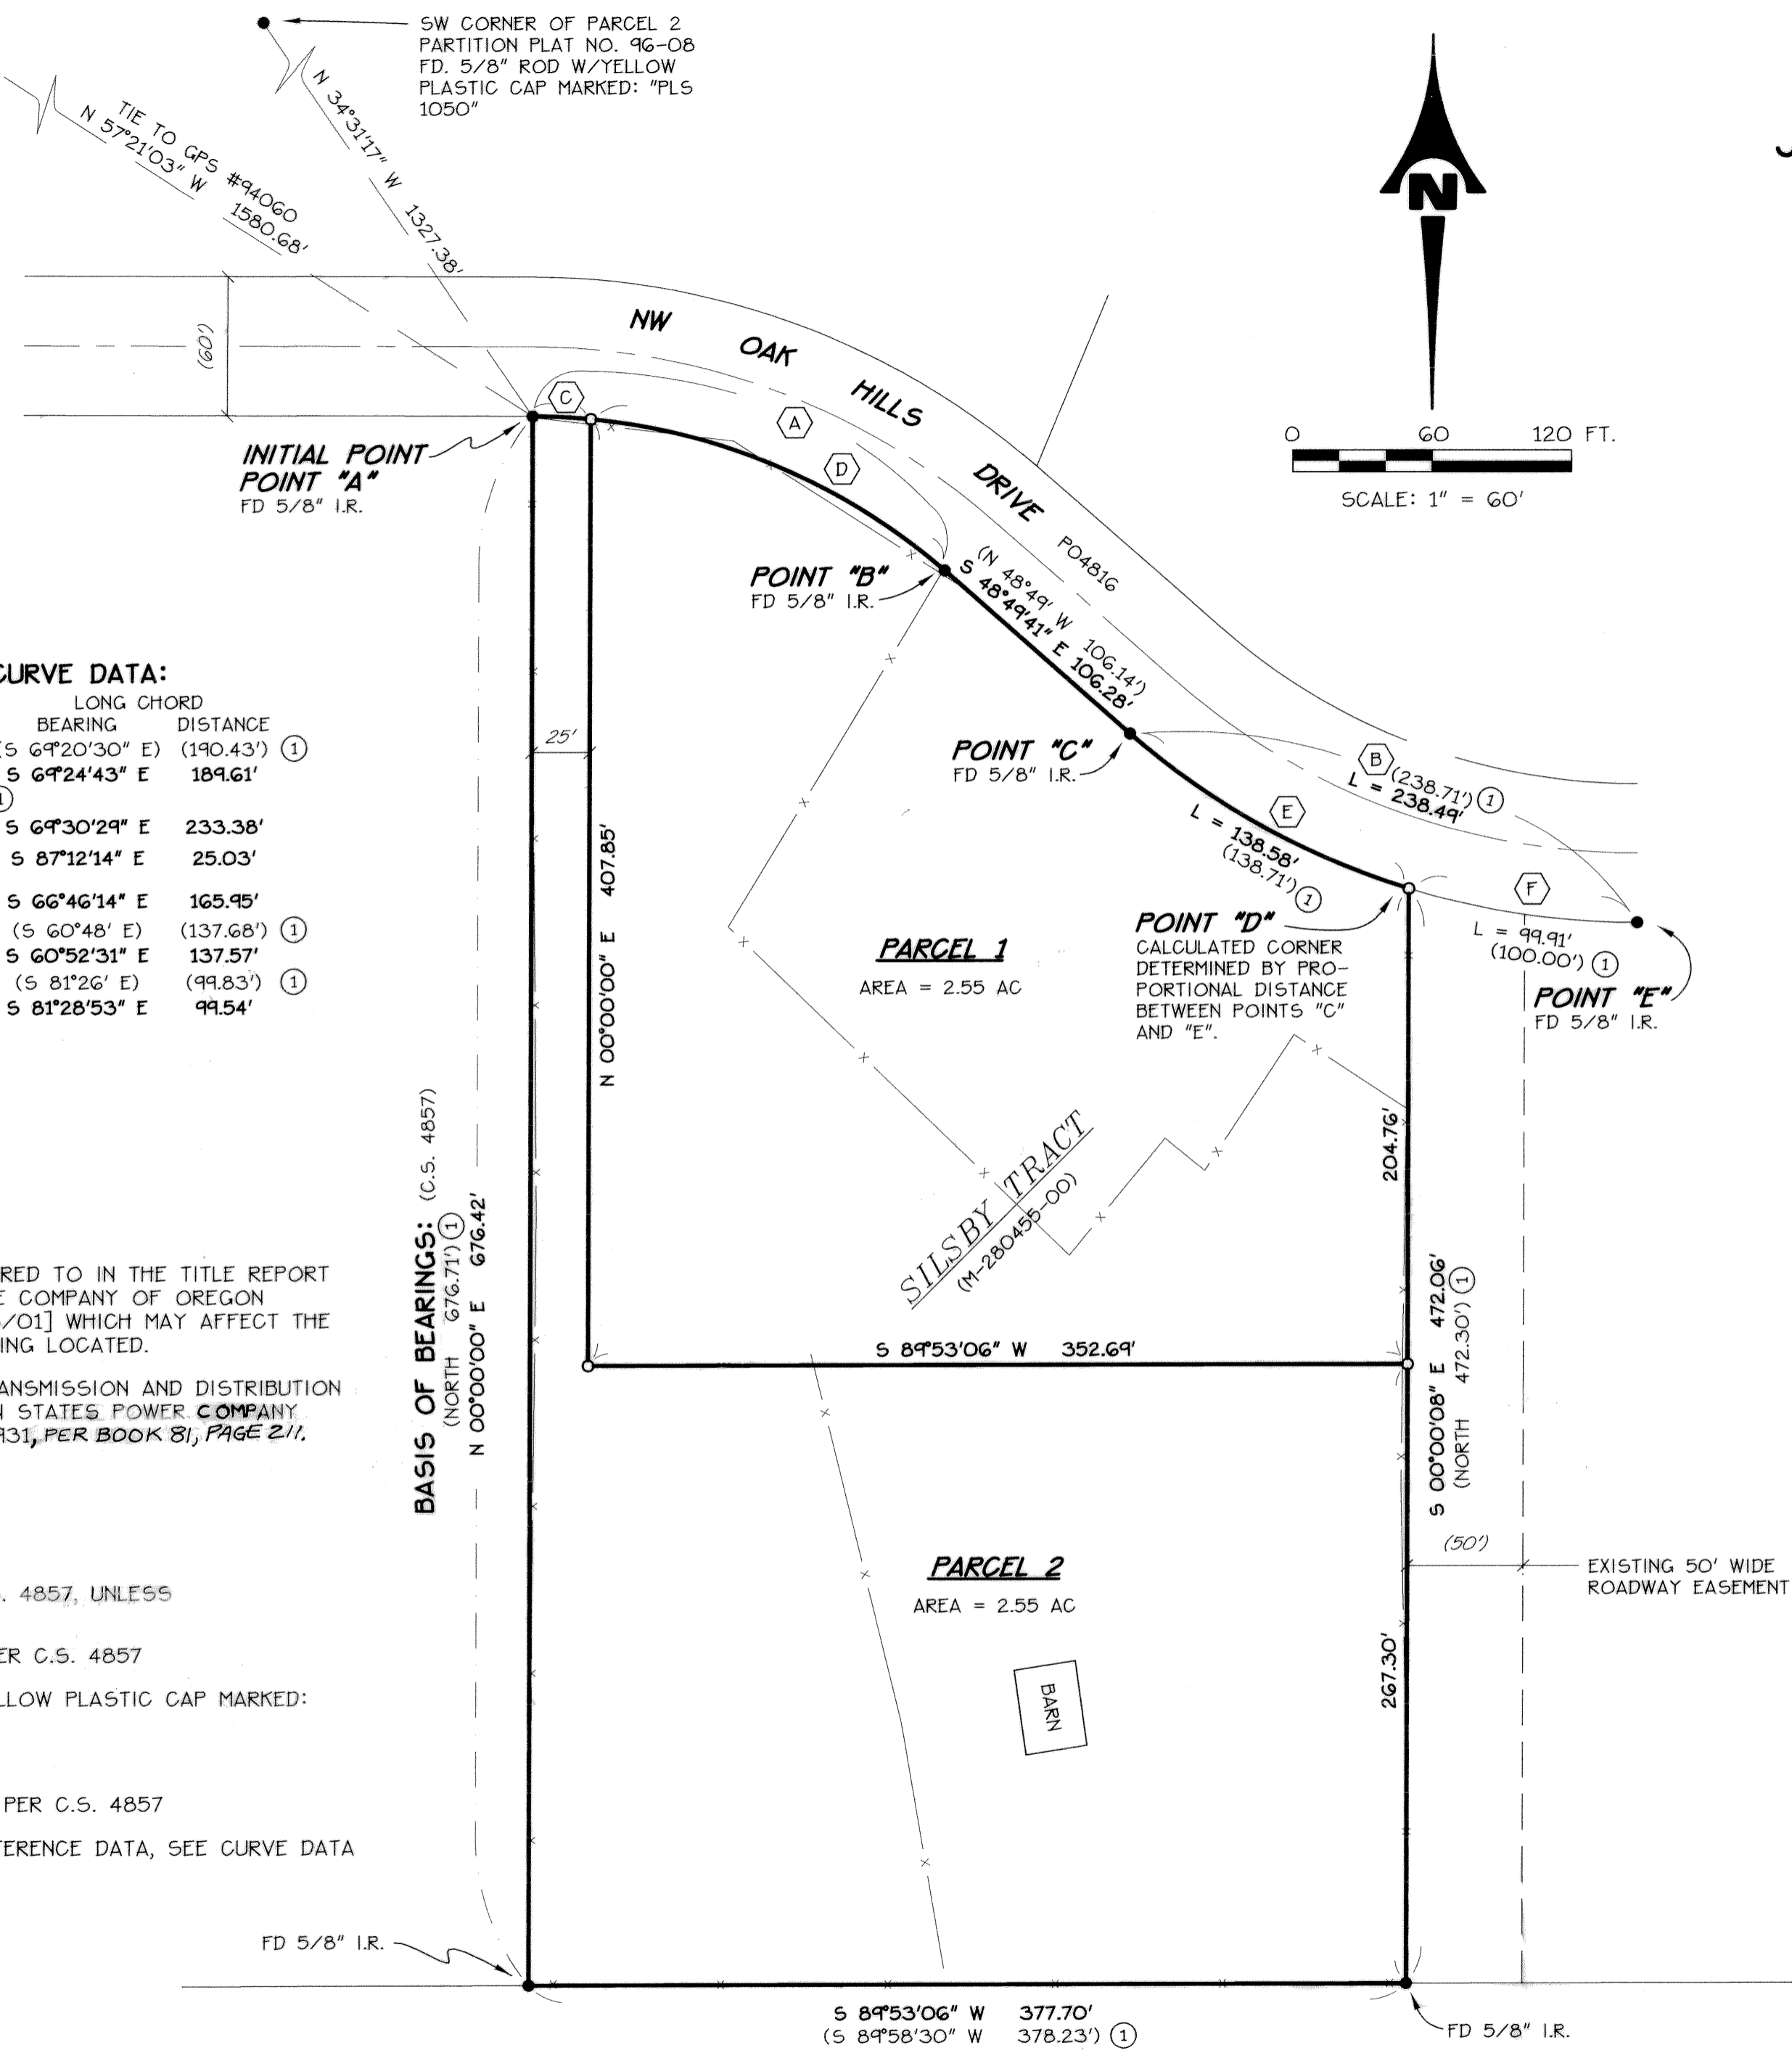 SW CORNER OF PARCEL 2
PARTITION PLAT NO. 96-08
FD. 5/8" ROD W/YELLOW
PLASTIC CAP MARKED: "PLS
1050"
N 34°31'17" W 1327.38'
TIE TO GPS #94060
N 57°21'03" W 1580.68'
(60')
N
0 60 120 FT.
SCALE: 1" = 60'
NW OAK HILLS DRIVE
PO4816
C
A
D
INITIAL POINT
POINT "A"
FD 5/8" I.R.
POINT "B"
FD 5/8" I.R.
(N 48°49' W 106.14')
S 48°49'41" E 106.28'
POINT "C"
FD 5/8" I.R.
B
(238.71') 1
L = 238.49'
E
L = 138.58'
(138.71') 1
F
L = 99.91'
(100.00') 1
POINT "D"
CALCULATED CORNER
DETERMINED BY PRO-
PORTIONAL DISTANCE
BETWEEN POINTS "C"
AND "E".
POINT "E"
FD 5/8" I.R.
CURVE DATA:
LONG CHORD
BEARING DISTANCE
(S 69°20'30" E) (190.43') 1
S 69°24'43" E 189.61'
1
S 69°30'29" E 233.38'
S 87°12'14" E 25.03'
S 66°46'14" E 165.95'
(S 60°48' E) (137.68') 1
S 60°52'31" E 137.57'
(S 81°26' E) (99.83') 1
S 81°28'53" E 99.54'
25'
N 00°00'00" E 407.85'
PARCEL 1
AREA = 2.55 AC
SILSBY TRACT
(M-280455-00)
204.76'
BASIS OF BEARINGS: (C.S. 4857)
(NORTH 676.71') 1
N 00°00'00" E 676.42'
S 89°53'06" W 352.69'
S 00°00'08" E 472.06'
(NORTH 472.30') 1
RED TO IN THE TITLE REPORT
E COMPANY OF OREGON
/01] WHICH MAY AFFECT THE
ING LOCATED.
ANSMISSION AND DISTRIBUTION
N STATES POWER COMPANY
931, PER BOOK 81, PAGE 211.
PARCEL 2
AREA = 2.55 AC
(50')
EXISTING 50' WIDE
ROADWAY EASEMENT
. 4857, UNLESS
ER C.S. 4857
LLOW PLASTIC CAP MARKED:
BARN
267.30'
PER C.S. 4857
FERENCE DATA, SEE CURVE DATA
FD 5/8" I.R.
S 89°53'06" W 377.70'
(S 89°58'30" W 378.23') 1
FD 5/8" I.R.